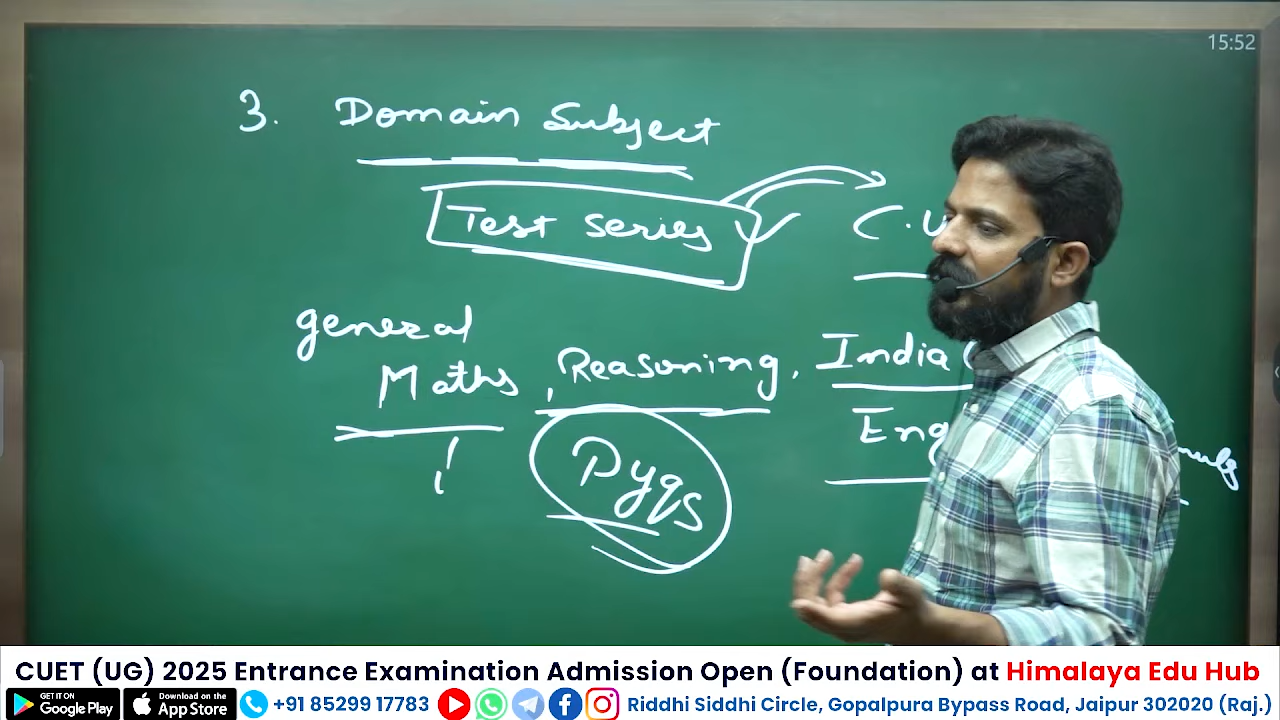 15:52
3. Domain Subject
Test Series
C.U
general
Maths, Reasoning, India
Eng
Pyqs
CUET (UG) 2025 Entrance Examination Admission Open (Foundation) at Himalaya Edu Hub
GET IT ON Google Play
Download on the App Store
+91 85299 17783
Riddhi Siddhi Circle, Gopalpura Bypass Road, Jaipur 302020 (Raj.)